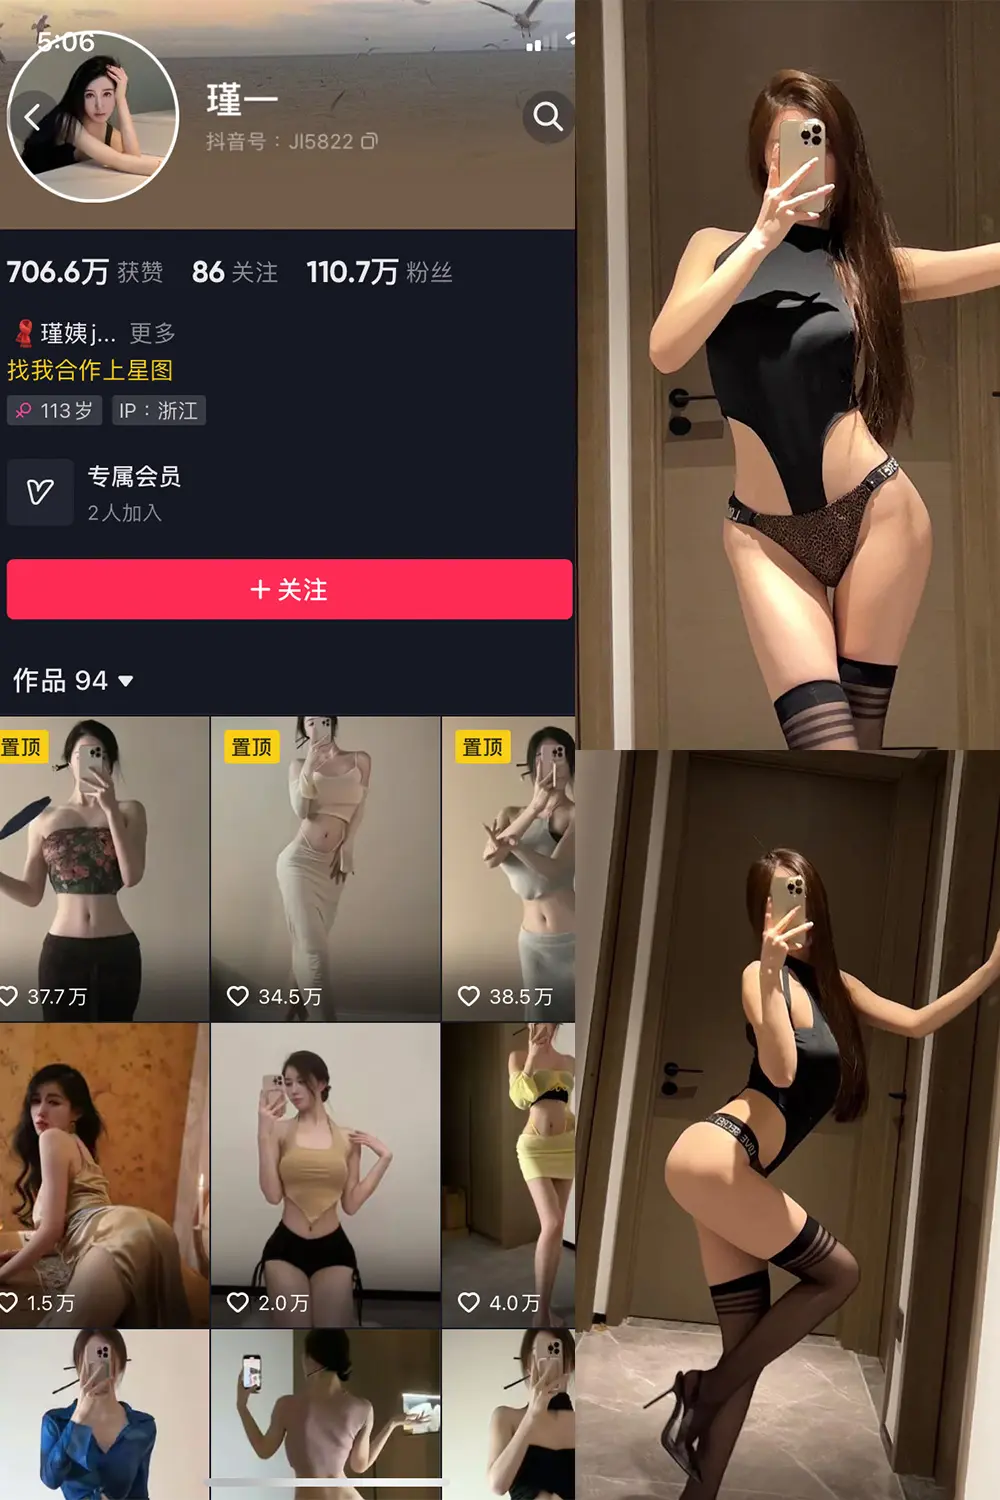 5:06
瑾一
抖音号：JI5822
706.6万 获赞 86 关注 110.7万 粉丝
瑾姨j... 更多
找我合作上星图
113岁 IP：浙江
专属会员
2人加入
+ 关注
作品 94
置顶 置顶 置顶
37.7万 34.5万 38.5万
1.5万 2.0万 4.0万